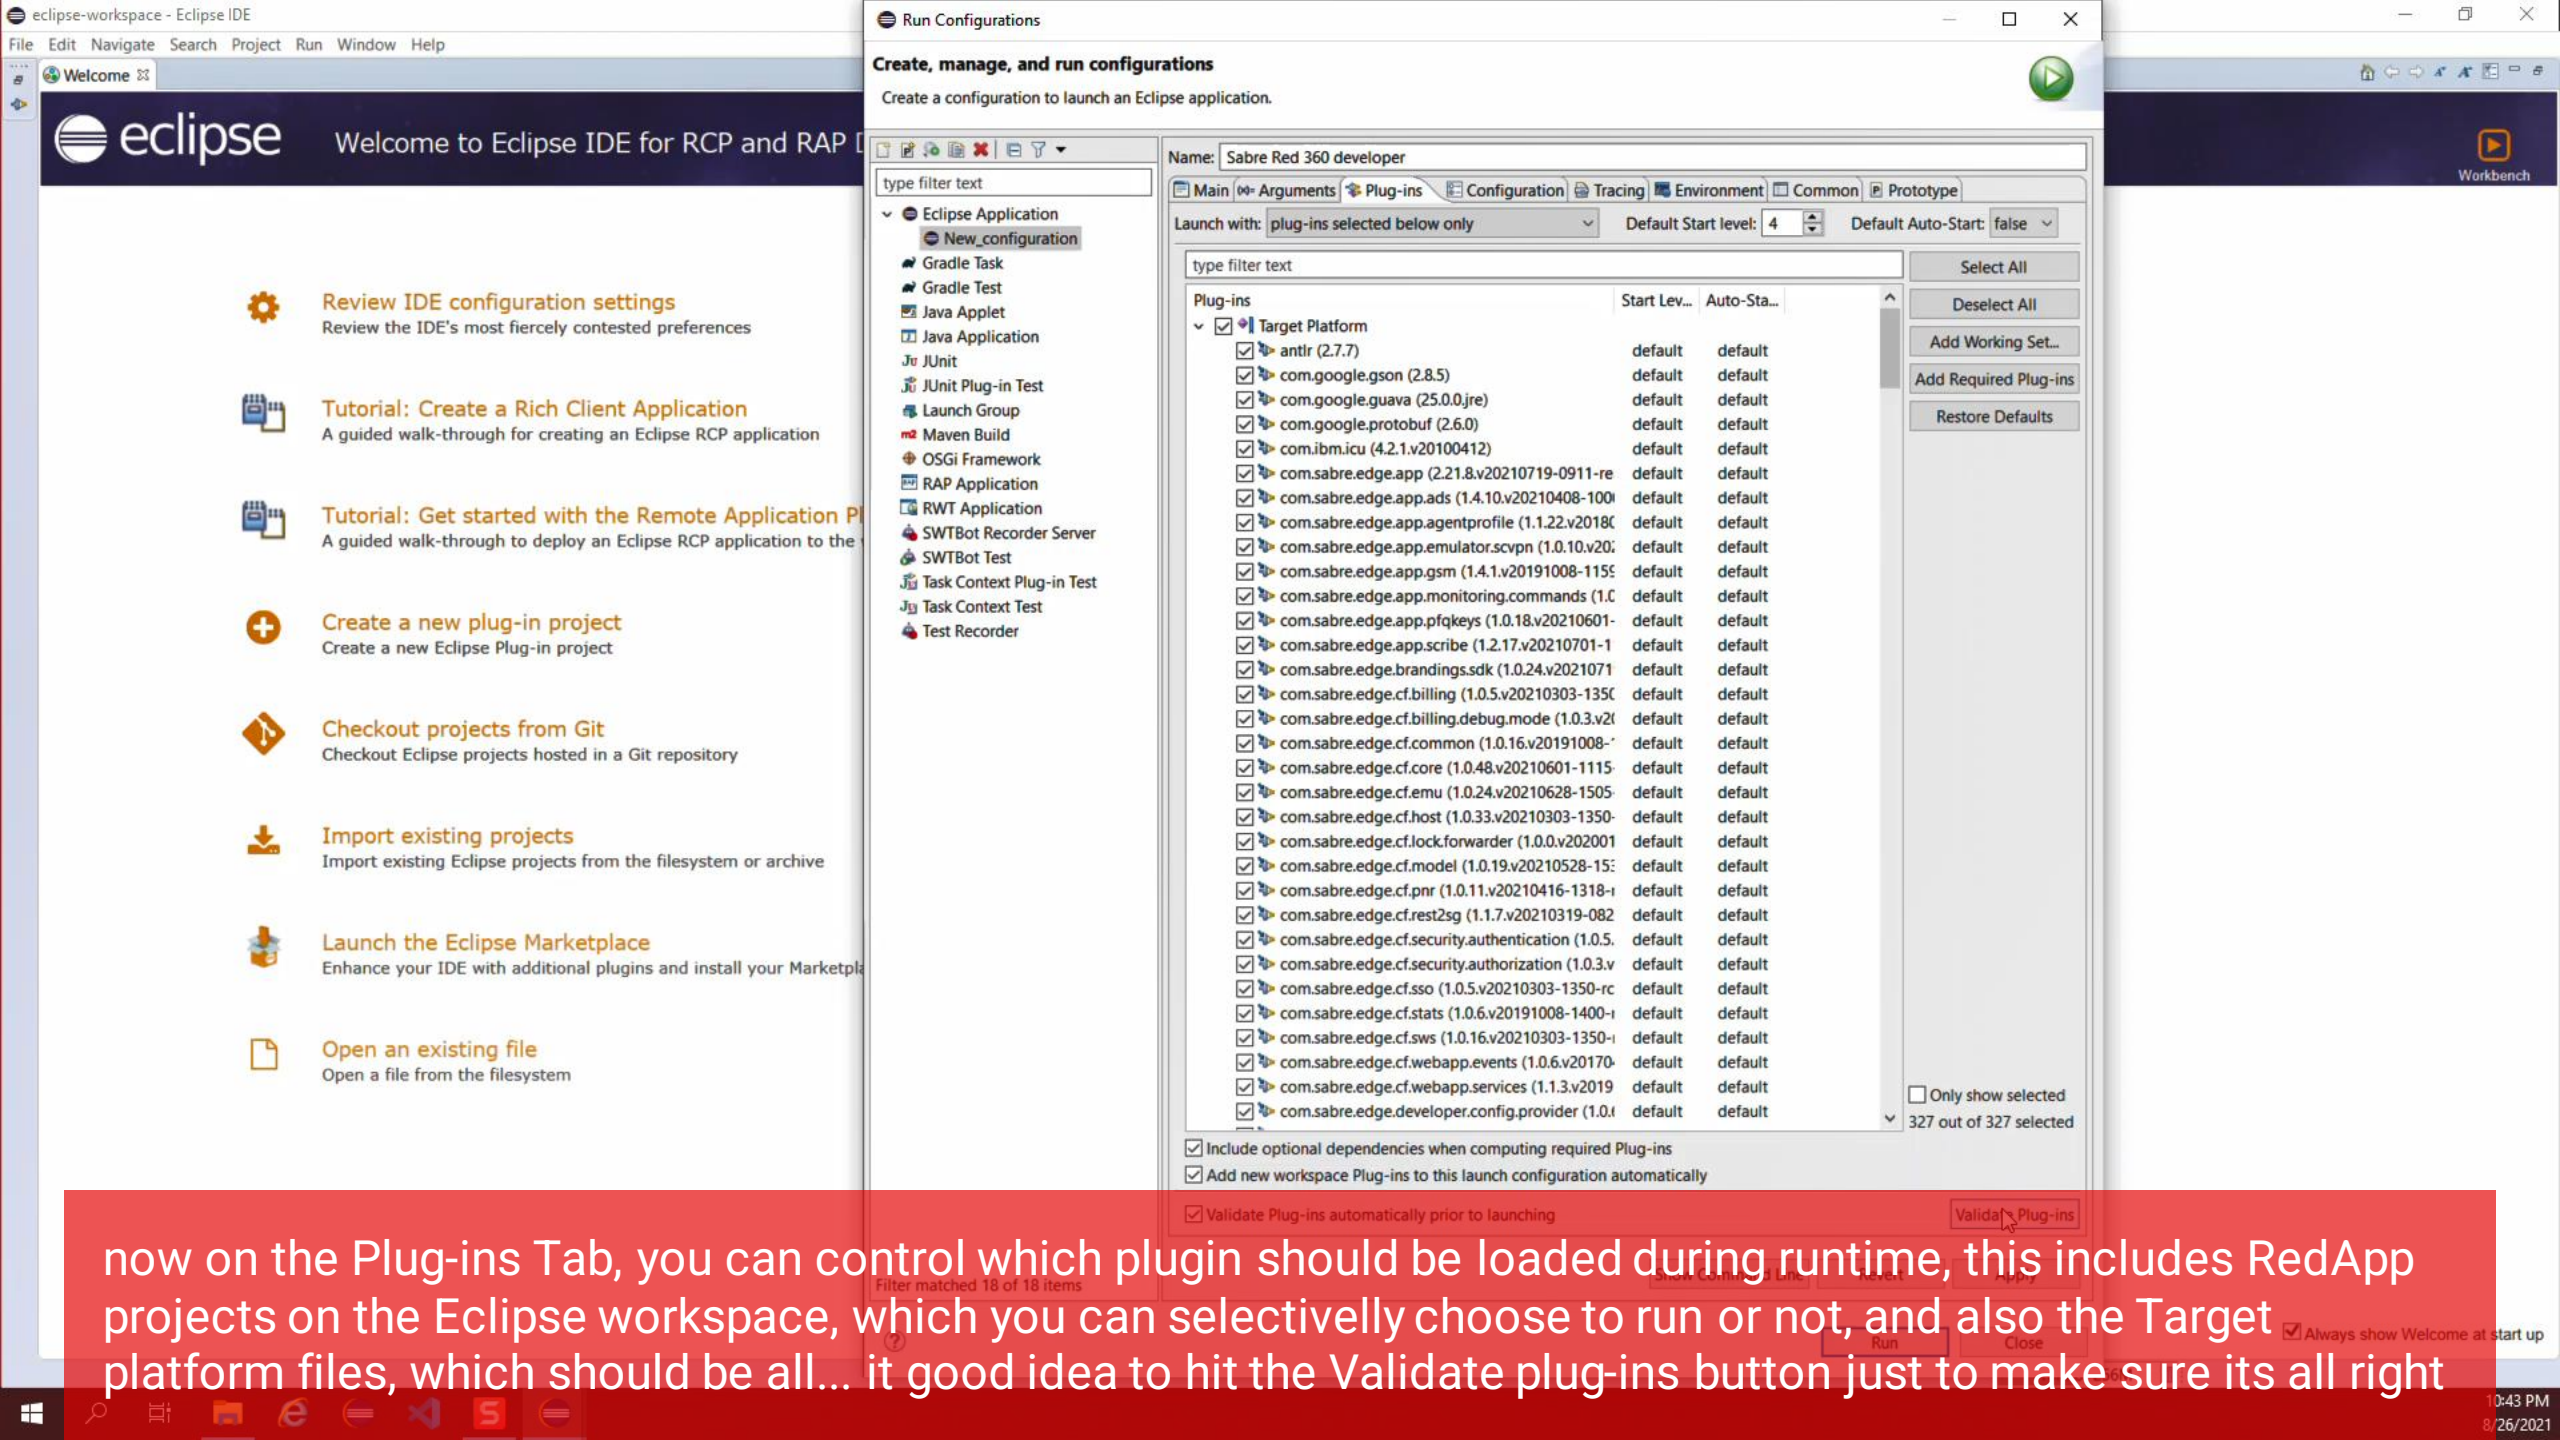 eclipse-workspace - Eclipse IDE
File Edit Navigate Search Project Run Window Help
Welcome
eclipse
Welcome to Eclipse IDE for RCP and RAP
Workbench
Review IDE configuration settings
Review the IDE's most fiercely contested preferences
Tutorial: Create a Rich Client Application
A guided walk-through for creating an Eclipse RCP application
Tutorial: Get started with the Remote Application Pl
A guided walk-through to deploy an Eclipse RCP application to the
Create a new plug-in project
Create a new Eclipse Plug-in project
Checkout projects from Git
Checkout Eclipse projects hosted in a Git repository
Import existing projects
Import existing Eclipse projects from the filesystem or archive
Launch the Eclipse Marketplace
Enhance your IDE with additional plugins and install your Marketpla
Open an existing file
Open a file from the filesystem
Run Configurations
Create, manage, and run configurations
Create a configuration to launch an Eclipse application.
type filter text
Eclipse Application
New_configuration
Gradle Task
Gradle Test
Java Applet
Java Application
JUnit
JUnit Plug-in Test
Launch Group
Maven Build
OSGi Framework
RAP Application
RWT Application
SWTBot Recorder Server
SWTBot Test
Task Context Plug-in Test
Task Context Test
Test Recorder
Filter matched 18 of 18 items
Name: Sabre Red 360 developer
Main Arguments Plug-ins Configuration Tracing Environment Common Prototype
Launch with: plug-ins selected below only Default Start level: 4 Default Auto-Start: false
type filter text
Select All
Deselect All
Add Working Set...
Add Required Plug-ins
Restore Defaults
Plug-ins Start Lev... Auto-Sta...
Target Platform
antlr (2.7.7) default default
com.google.gson (2.8.5) default default
com.google.guava (25.0.0.jre) default default
com.google.protobuf (2.6.0) default default
com.ibm.icu (4.2.1.v20100412) default default
com.sabre.edge.app (2.21.8.v20210719-0911-re default default
com.sabre.edge.app.ads (1.4.10.v20210408-100 default default
com.sabre.edge.app.agentprofile (1.1.22.v2018 default default
com.sabre.edge.app.emulator.scvpn (1.0.10.v20 default default
com.sabre.edge.app.gsm (1.4.1.v20191008-115 default default
com.sabre.edge.app.monitoring.commands (1.0 default default
com.sabre.edge.app.pfqkeys (1.0.18.v20210601- default default
com.sabre.edge.app.scribe (1.2.17.v20210701-1 default default
com.sabre.edge.brandings.sdk (1.0.24.v2021071 default default
com.sabre.edge.cf.billing (1.0.5.v20210303-135 default default
com.sabre.edge.cf.billing.debug.mode (1.0.3.v2 default default
com.sabre.edge.cf.common (1.0.16.v20191008- default default
com.sabre.edge.cf.core (1.0.48.v20210601-1115- default default
com.sabre.edge.cf.emu (1.0.24.v20210628-1505- default default
com.sabre.edge.cf.host (1.0.33.v20210303-1350- default default
com.sabre.edge.cf.lock.forwarder (1.0.0.v202001 default default
com.sabre.edge.cf.model (1.0.19.v20210528-15 default default
com.sabre.edge.cf.pnr (1.0.11.v20210416-1318- default default
com.sabre.edge.cf.rest2sg (1.1.7.v20210319-082 default default
com.sabre.edge.cf.security.authentication (1.0.5. default default
com.sabre.edge.cf.security.authorization (1.0.3.v default default
com.sabre.edge.cf.sso (1.0.5.v20210303-1350-rc default default
com.sabre.edge.cf.stats (1.0.6.v20191008-1400- default default
com.sabre.edge.cf.sws (1.0.16.v20210303-1350- default default
com.sabre.edge.cf.webapp.events (1.0.6.v20170 default default
com.sabre.edge.cf.webapp.services (1.1.3.v2019 default default
com.sabre.edge.developer.config.provider (1.0. default default
Only show selected
327 out of 327 selected
Include optional dependencies when computing required Plug-ins
Add new workspace Plug-ins to this launch configuration automatically
Validate Plug-ins automatically prior to launching
Validate Plug-ins
Show Command Line Revert Apply
Run Close
now on the Plug-ins Tab, you can control which plugin should be loaded during runtime, this includes RedApp
projects on the Eclipse workspace, which you can selectivelly choose to run or not, and also the Target
platform files, which should be all... it good idea to hit the Validate plug-ins button just to make sure its all right
Always show Welcome at start up
10:43 PM
8/26/2021